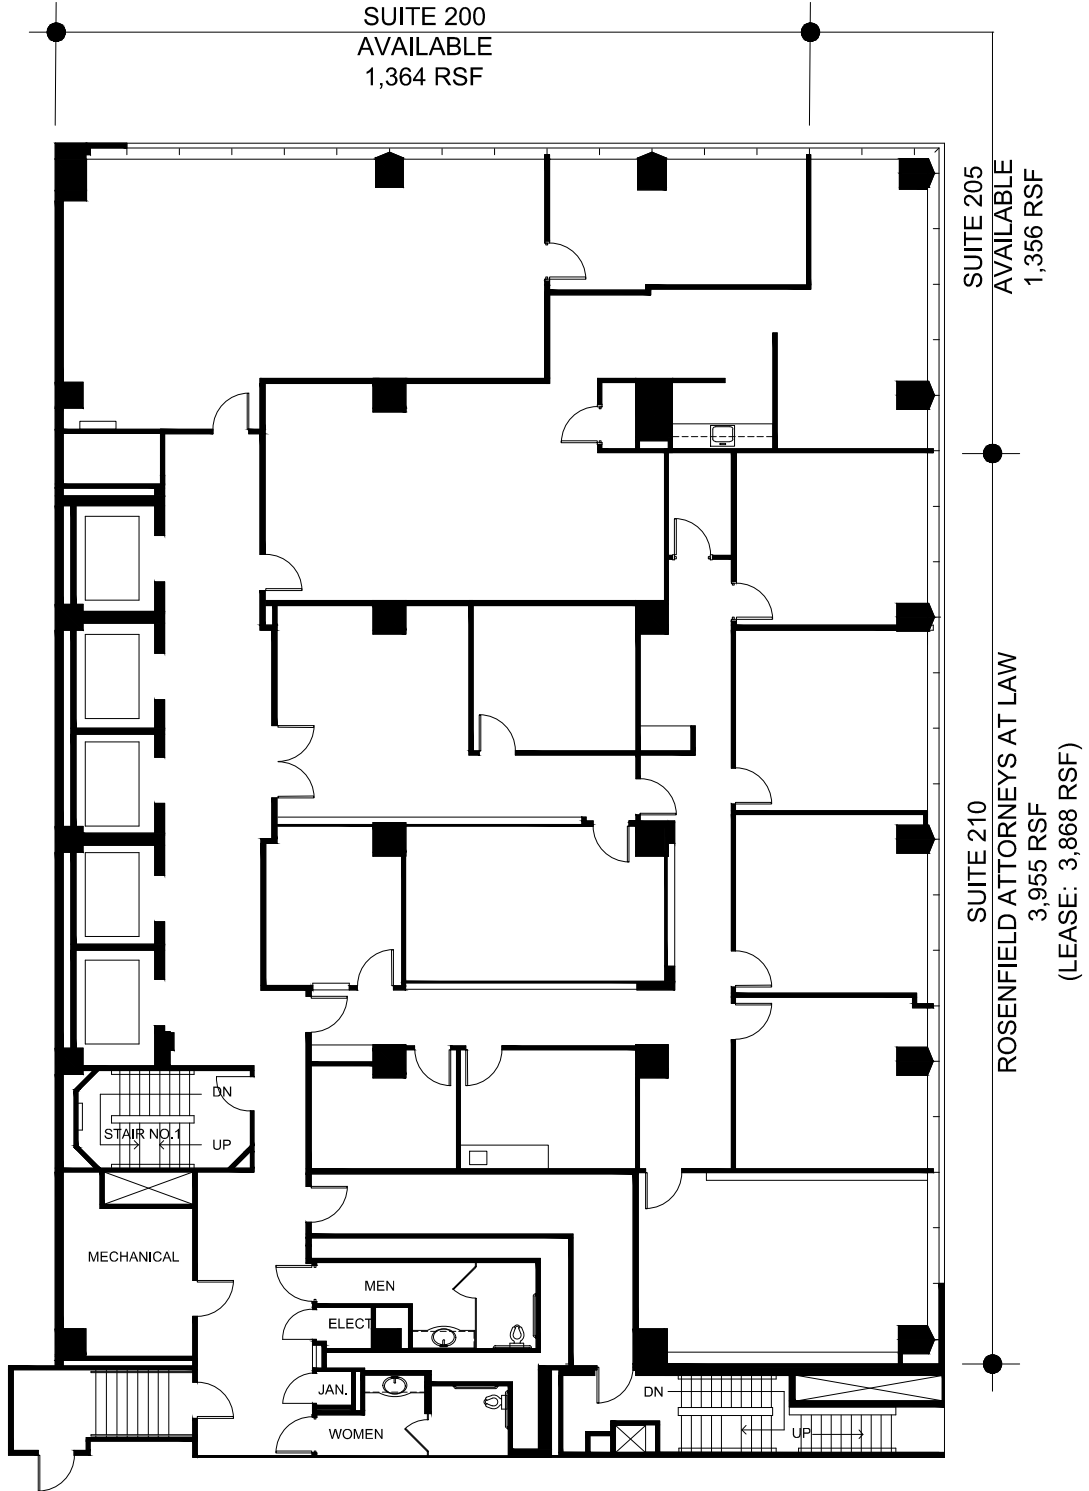 SUITE 200
AVAILABLE
1,364 RSF
SUITE 205
AVAILABLE
1,356 RSF
SUITE 210
ROSENFIELD ATTORNEYS AT LAW
3,955 RSF
(LEASE: 3,868 RSF)
DN
STAIR NO.1
UP
MECHANICAL
MEN
ELECT
JAN.
WOMEN
DN
UP